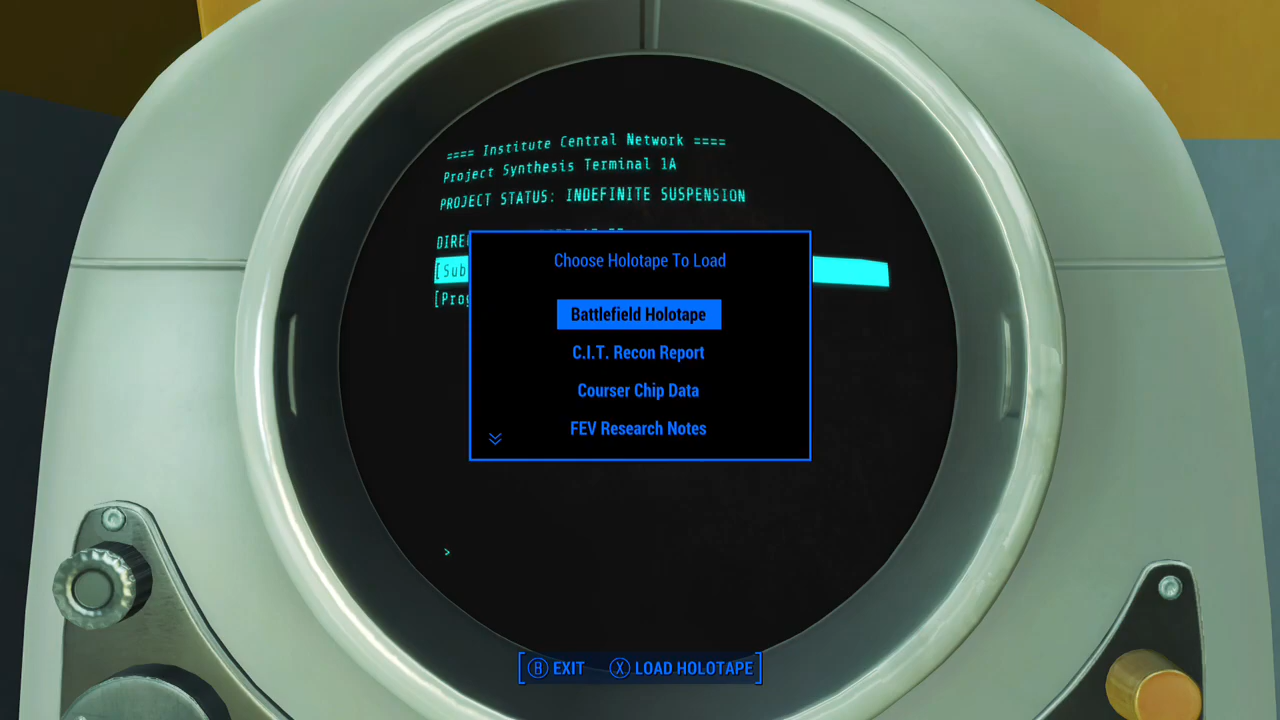 ==== Institute Central Network ====
Project Synthesis Terminal 1A
PROJECT STATUS: INDEFINITE SUSPENSION
Choose Holotape To Load
Battlefield Holotape
C.I.T. Recon Report
Courser Chip Data
FEV Research Notes
>
(B) EXIT (X) LOAD HOLOTAPE